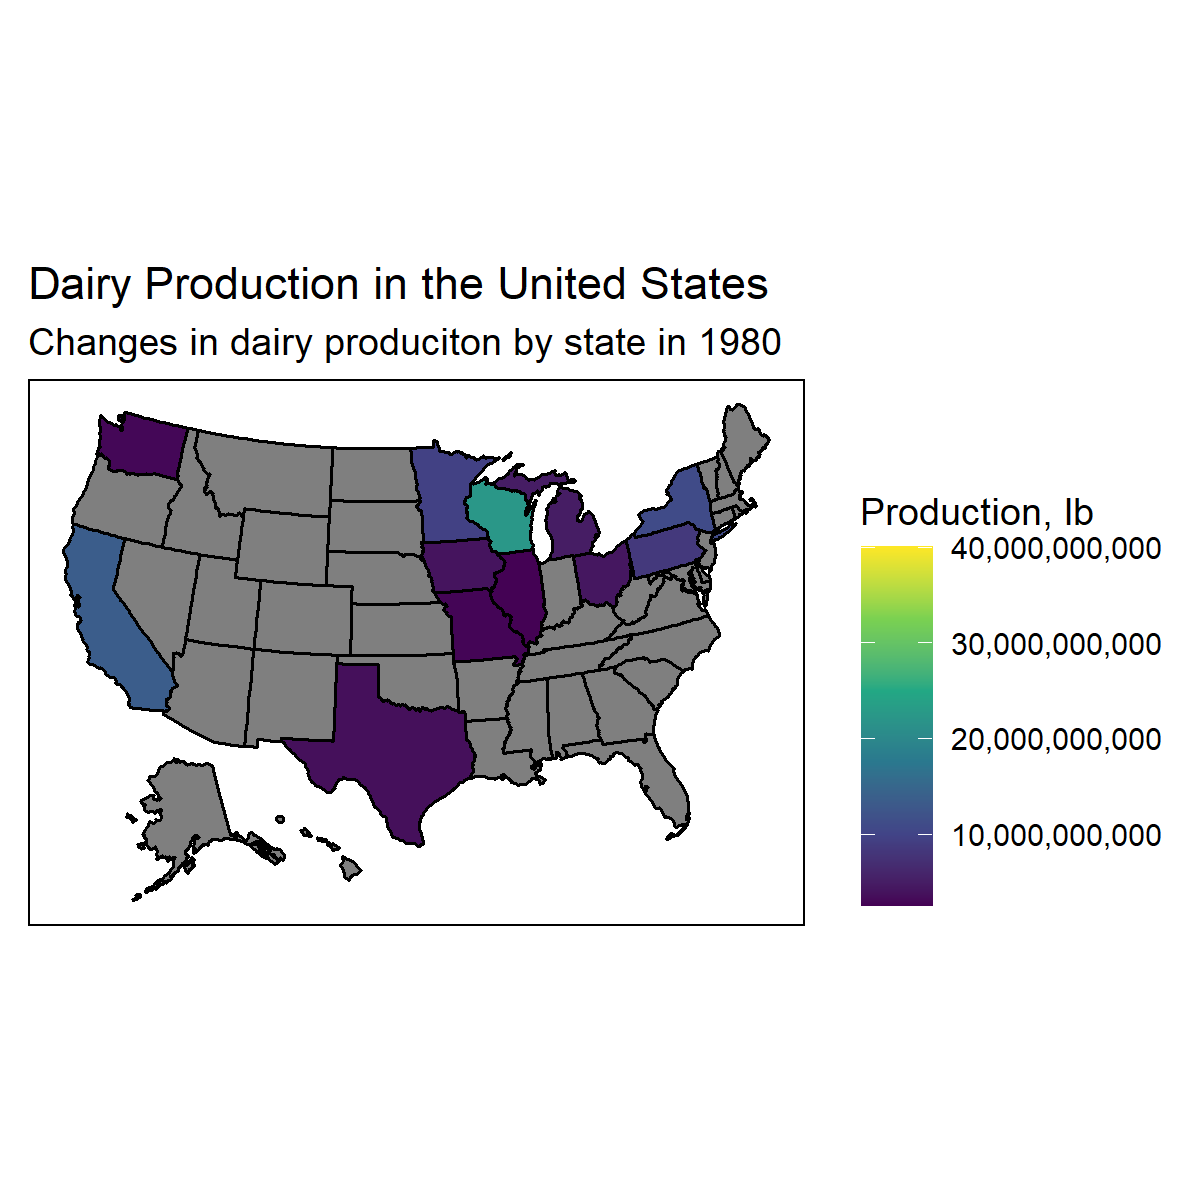 Dairy Production in the United States
Changes in dairy produciton by state in 1980
Production, lb
40,000,000,000
30,000,000,000
20,000,000,000
10,000,000,000